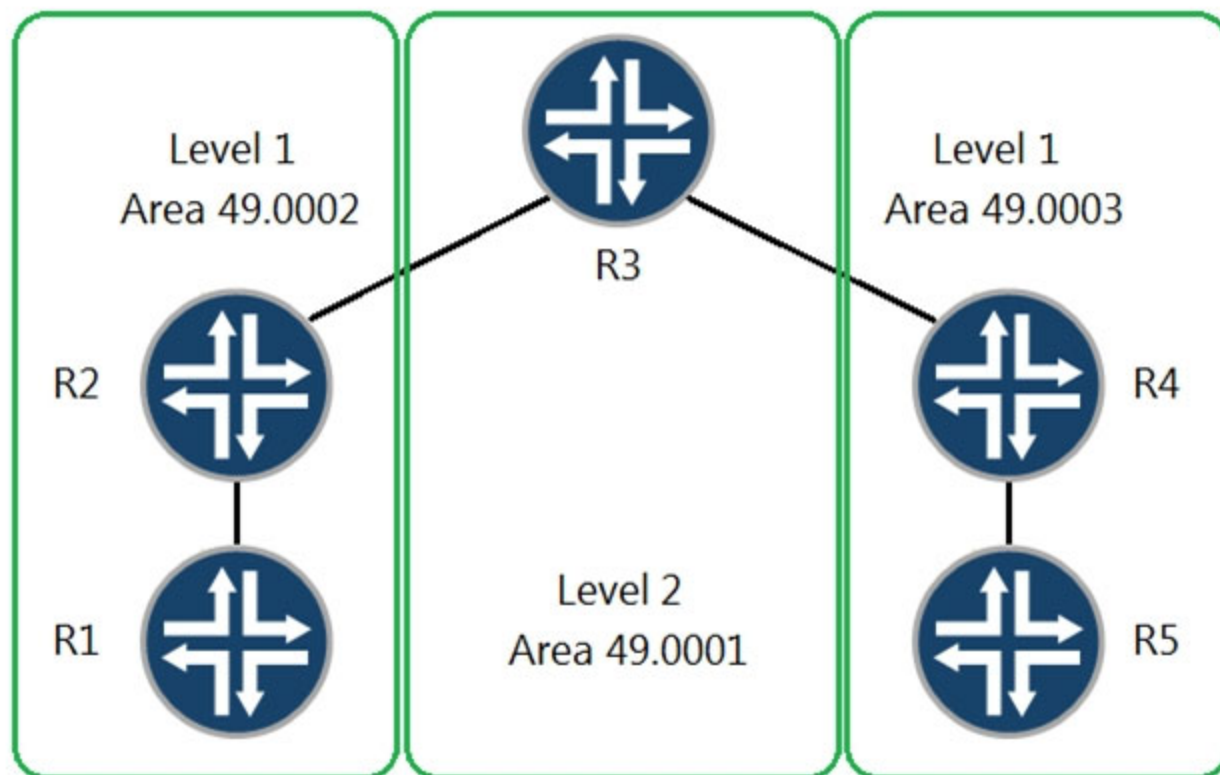 Level 1
Area 49.0002
R2
R1
R3
Level 2
Area 49.0001
Level 1
Area 49.0003
R4
R5